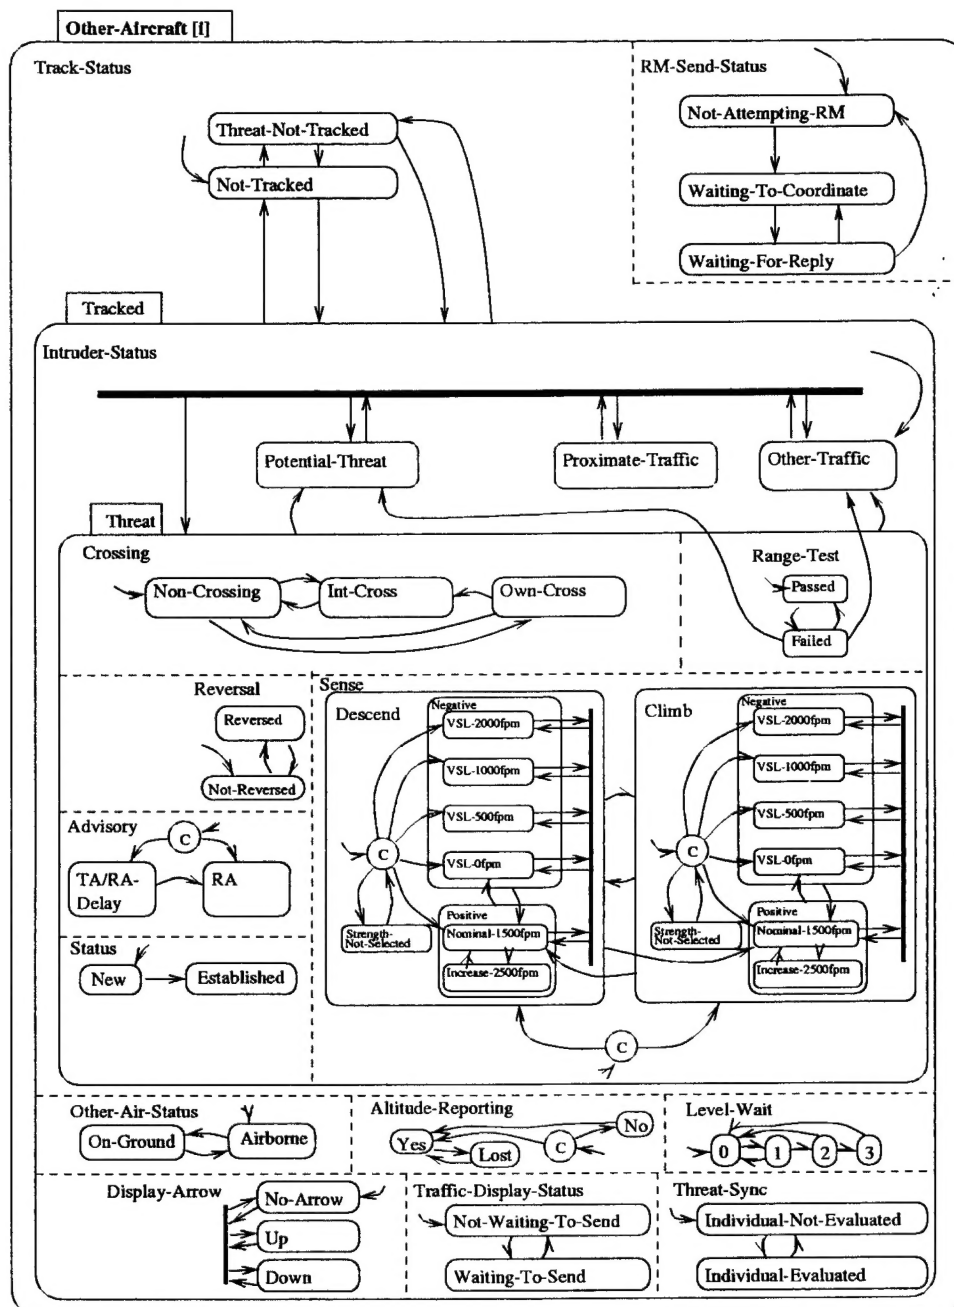 Other-Aircraft [i]
Track-Status
RM-Send-Status
Threat-Not-Tracked
Not-Tracked
Not-Attempting-RM
Waiting-To-Coordinate
Waiting-For-Reply
Tracked
Intruder-Status
Potential-Threat
Proximate-Traffic
Other-Traffic
Threat
Crossing
Non-Crossing
Int-Cross
Own-Cross
Range-Test
Passed
Failed
Reversal
Reversed
Not-Reversed
Advisory
C
TA/RA-
Delay
RA
Status
New
Established
Sense
Descend
Negative
VSL-2000fpm
VSL-1000fpm
VSL-500fpm
VSL-0fpm
C
Strength-
Not-Selected
Positive
Nominal-1500fpm
Increase-2500fpm
Climb
Negative
VSL-2000fpm
VSL-1000fpm
VSL-500fpm
VSL-0fpm
C
Strength-
Not-Selected
Positive
Nominal-1500fpm
Increase-2500fpm
C
Other-Air-Status
On-Ground
Airborne
Altitude-Reporting
Yes
Lost
C
No
Level-Wait
0
1
2
3
Display-Arrow
No-Arrow
Up
Down
Traffic-Display-Status
Not-Waiting-To-Send
Waiting-To-Send
Threat-Sync
Individual-Not-Evaluated
Individual-Evaluated